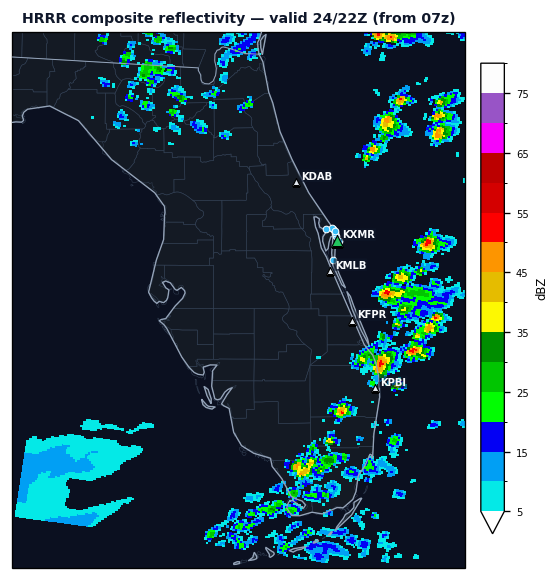 HRRR composite reflectivity — valid 24/22Z (from 07z)
KDAB
KXMR
KMLB
KFPR
KPBI
75
65
55
45
35
25
15
5
dBZ